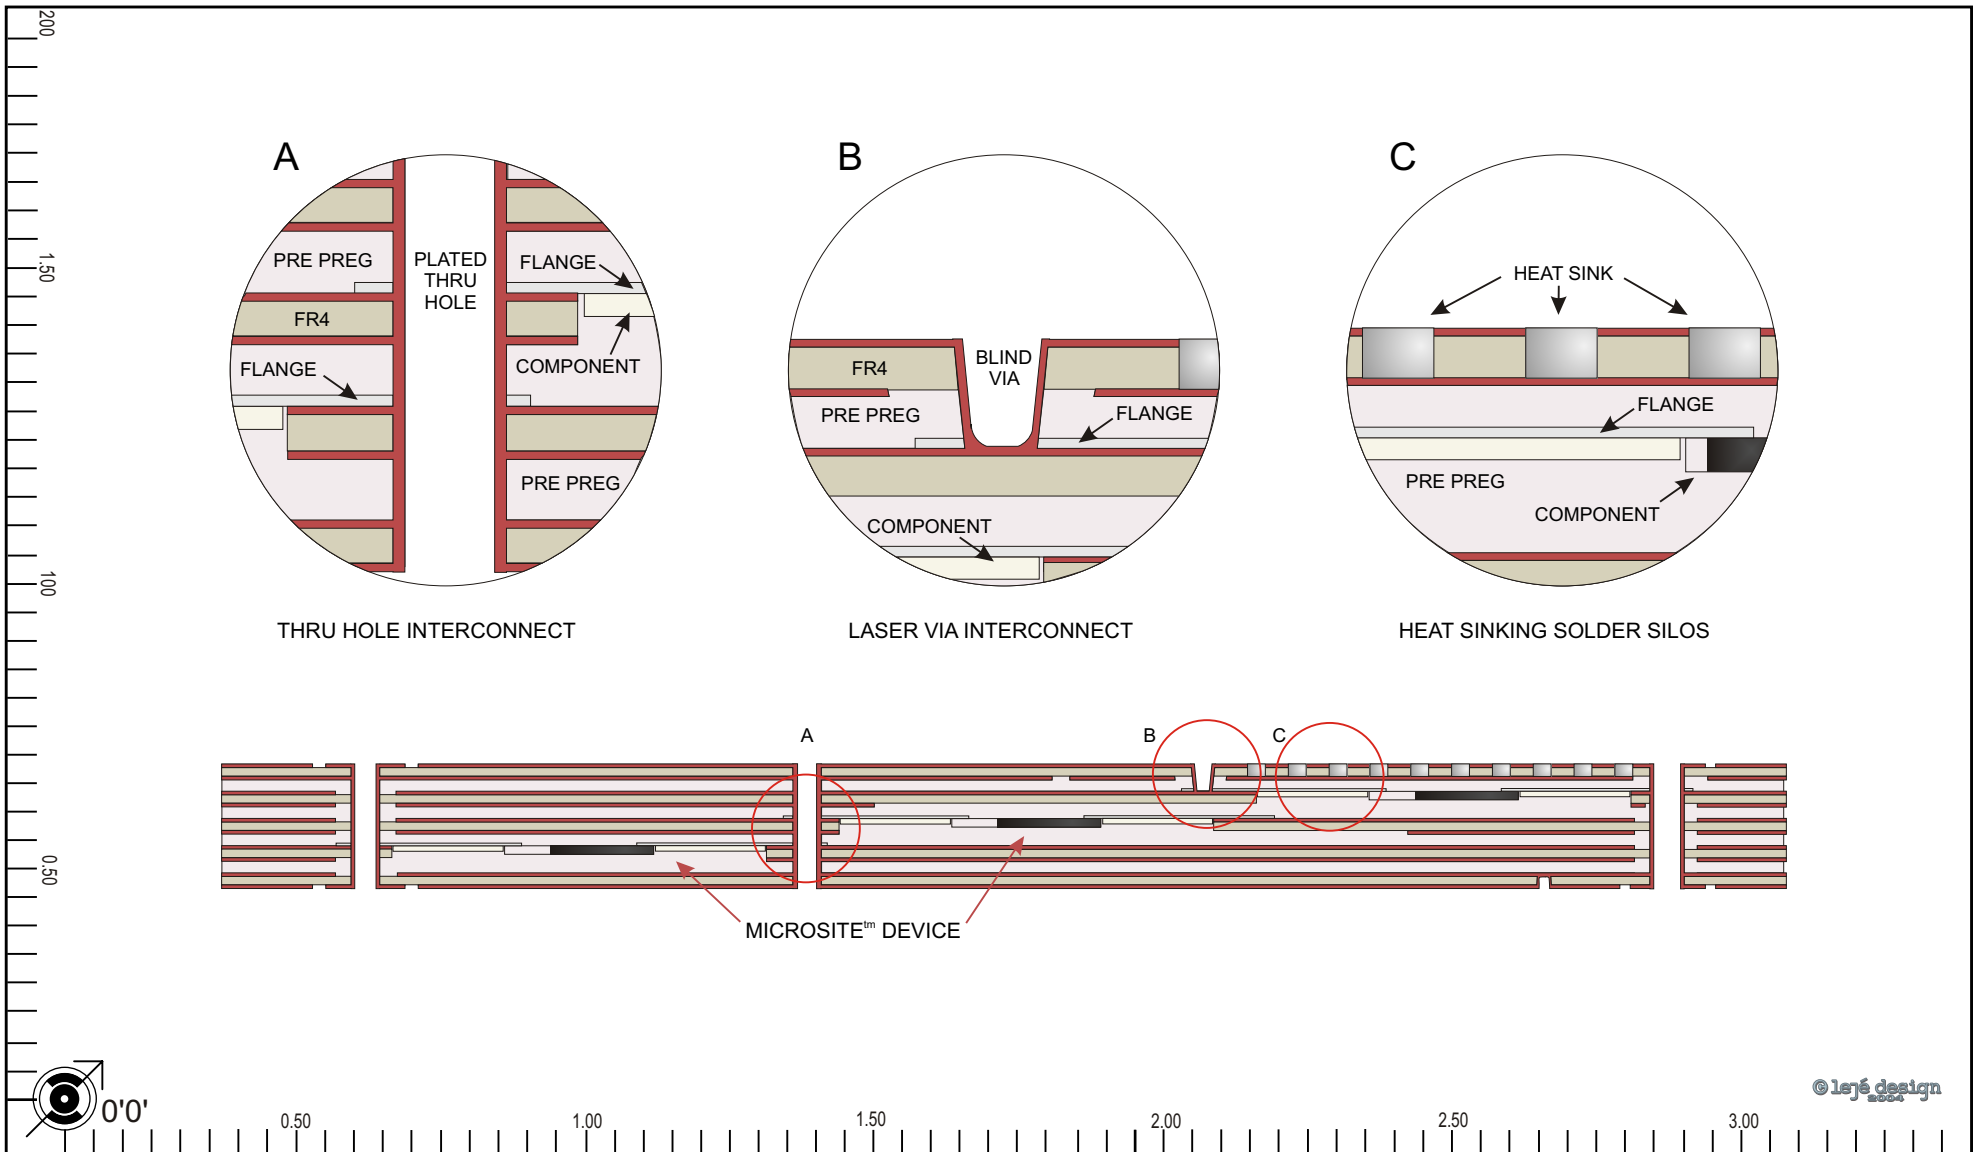 200
1.50
100
0.50
A
PRE PREG
PLATED
THRU
HOLE
FLANGE
FR4
FLANGE
COMPONENT
PRE PREG
THRU HOLE INTERCONNECT
B
FR4
BLIND
VIA
PRE PREG
FLANGE
COMPONENT
LASER VIA INTERCONNECT
C
HEAT SINK
FLANGE
PRE PREG
COMPONENT
HEAT SINKING SOLDER SILOS
A
B
C
MICROSITE™ DEVICE
© lejé design
2004
0'0'
0.50
1.00
1.50
2.00
2.50
3.00